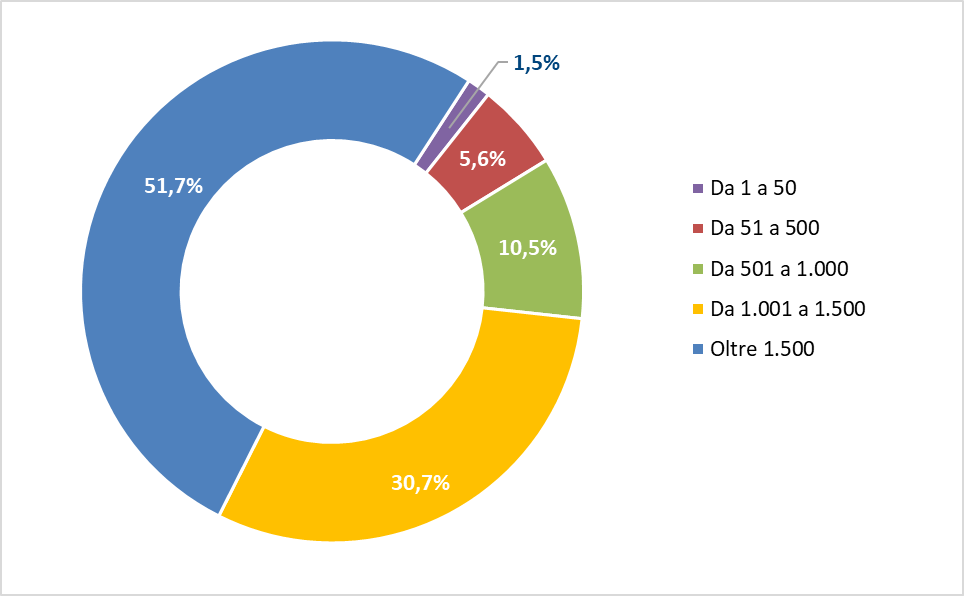 1,5%
5,6%
51,7%
10,5%
30,7%
Da 1 a 50
Da 51 a 500
Da 501 a 1.000
Da 1.001 a 1.500
Oltre 1.500